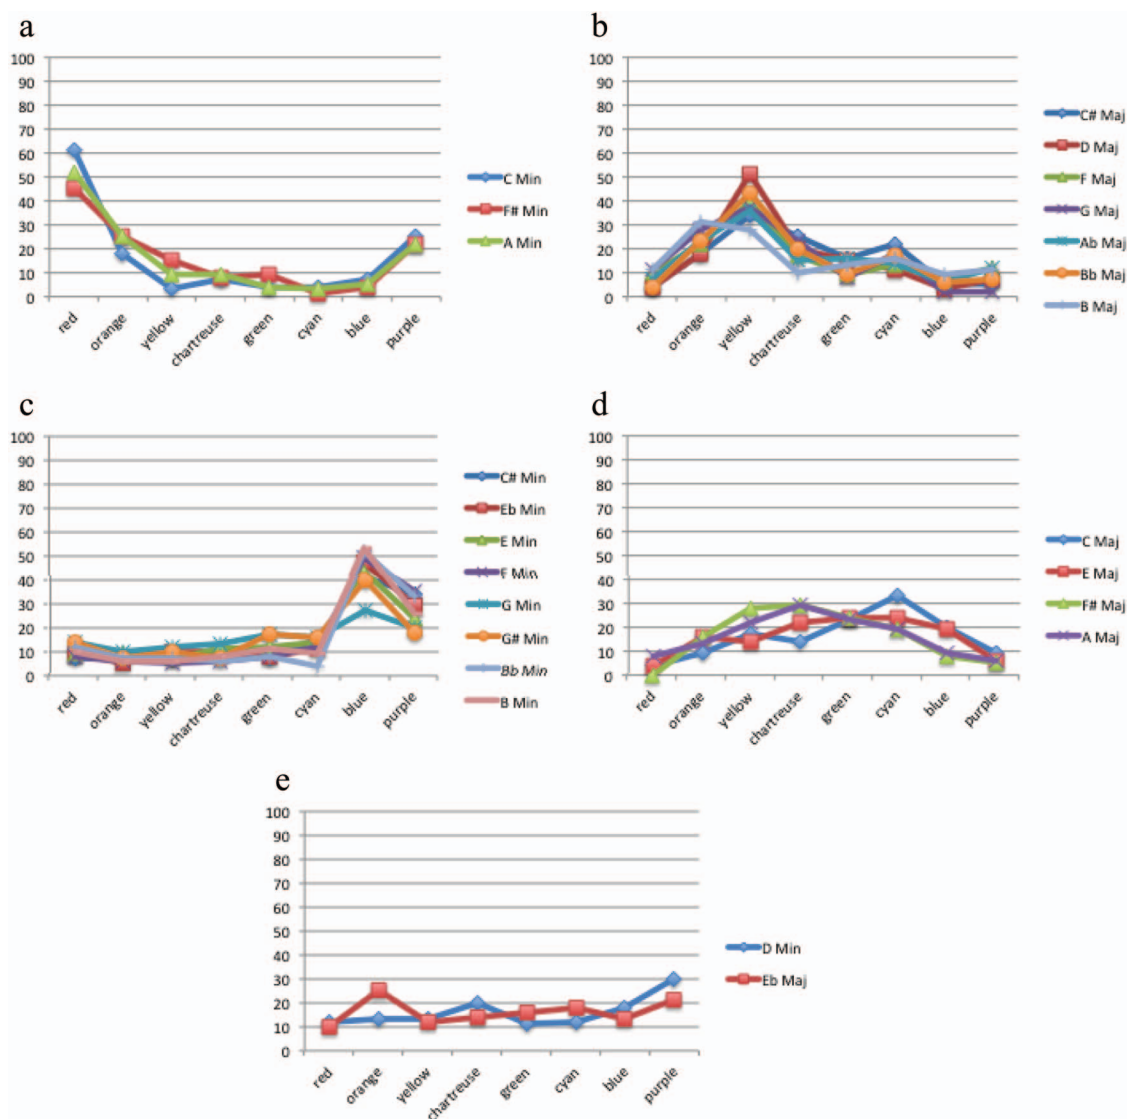 a
100
90
80
70
60
50
40
30
20
10
0
red
orange
yellow
chartreuse
green
cyan
blue
purple
C Min
F# Min
A Min
b
100
90
80
70
60
50
40
30
20
10
0
red
orange
yellow
chartreuse
green
cyan
blue
purple
C# Maj
D Maj
F Maj
G Maj
Ab Maj
Bb Maj
B Maj
c
100
90
80
70
60
50
40
30
20
10
0
red
orange
yellow
chartreuse
green
cyan
blue
purple
C# Min
Eb Min
E Min
F Min
G Min
G# Min
Bb Min
B Min
d
100
90
80
70
60
50
40
30
20
10
0
red
orange
yellow
chartreuse
green
cyan
blue
purple
C Maj
E Maj
F# Maj
A Maj
e
100
90
80
70
60
50
40
30
20
10
0
red
orange
yellow
chartreuse
green
cyan
blue
purple
D Min
Eb Maj